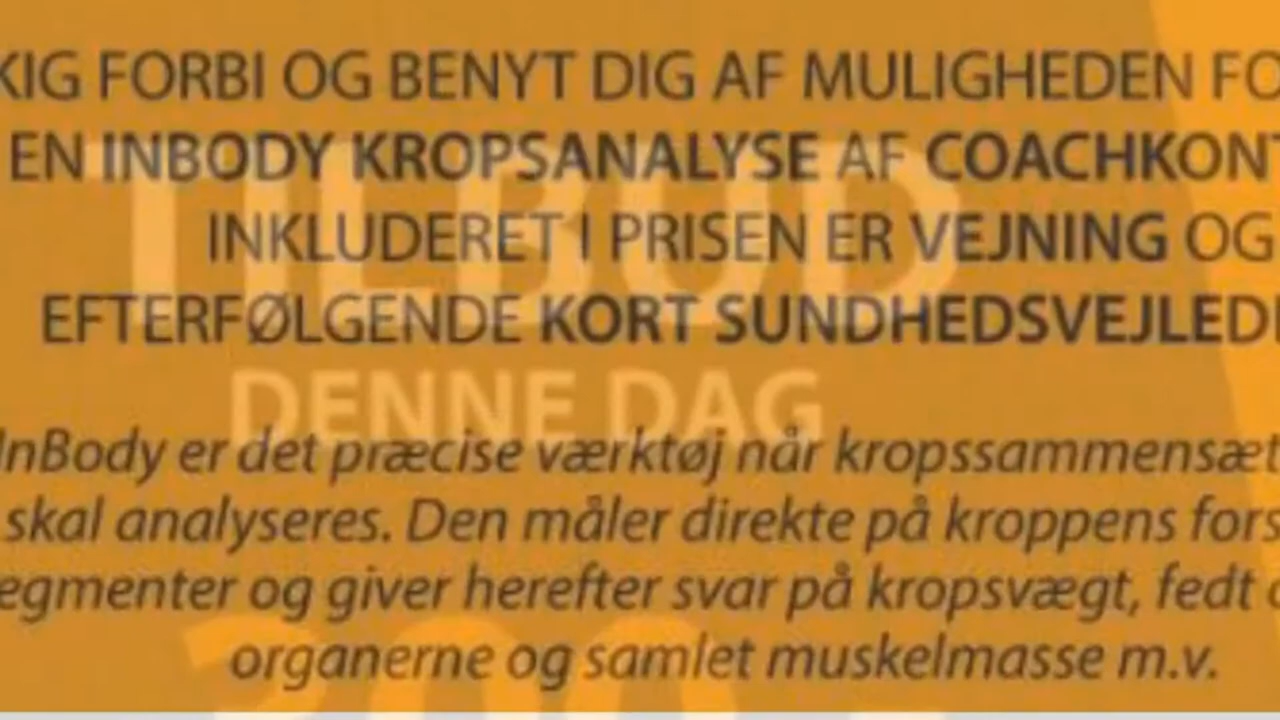 KIG FORBI OG BENYT DIG AF MULIGHEDEN FO
EN INBODY KROPSANALYSE AF COACHKONT
TILBUD
INKLUDERET I PRISEN ER VEJNING OG
EFTERFØLGENDE KORT SUNDHEDSVEJLEDI
DENNE DAG
InBody er det præcise værktøj når kropssammensæt
skal analyseres. Den måler direkte på kroppens fors
egmenter og giver herefter svar på kropsvægt, fedt
organerne og samlet muskelmasse m.v.